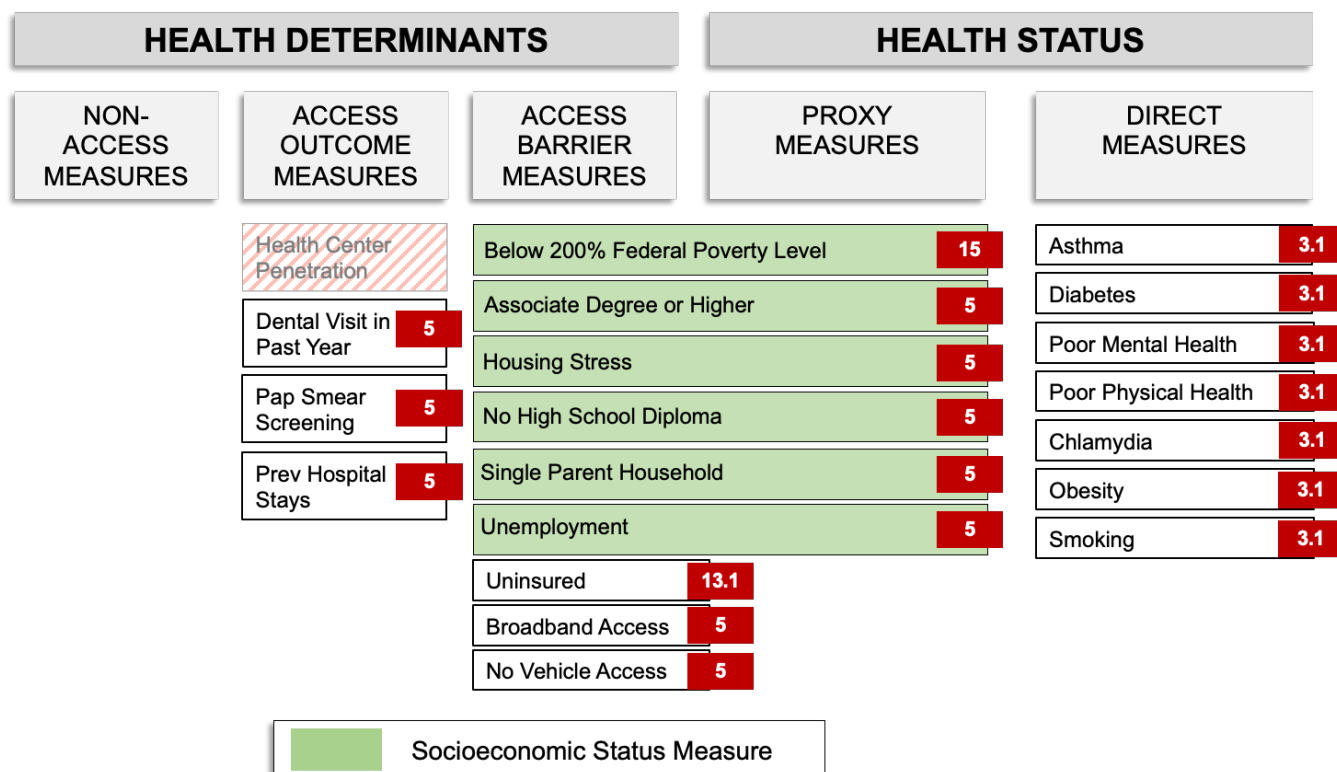 HEALTH DETERMINANTS
HEALTH STATUS
NON-
ACCESS
MEASURES
ACCESS
OUTCOME
MEASURES
ACCESS
BARRIER
MEASURES
PROXY
MEASURES
DIRECT
MEASURES
Health Center
Penetration
Dental Visit in
Past Year
5
Pap Smear
Screening
5
Prev Hospital
Stays
5
Below 200% Federal Poverty Level 15
Associate Degree or Higher 5
Housing Stress 5
No High School Diploma 5
Single Parent Household 5
Unemployment 5
Uninsured 13.1
Broadband Access 5
No Vehicle Access 5
Asthma 3.1
Diabetes 3.1
Poor Mental Health 3.1
Poor Physical Health 3.1
Chlamydia 3.1
Obesity 3.1
Smoking 3.1
Socioeconomic Status Measure